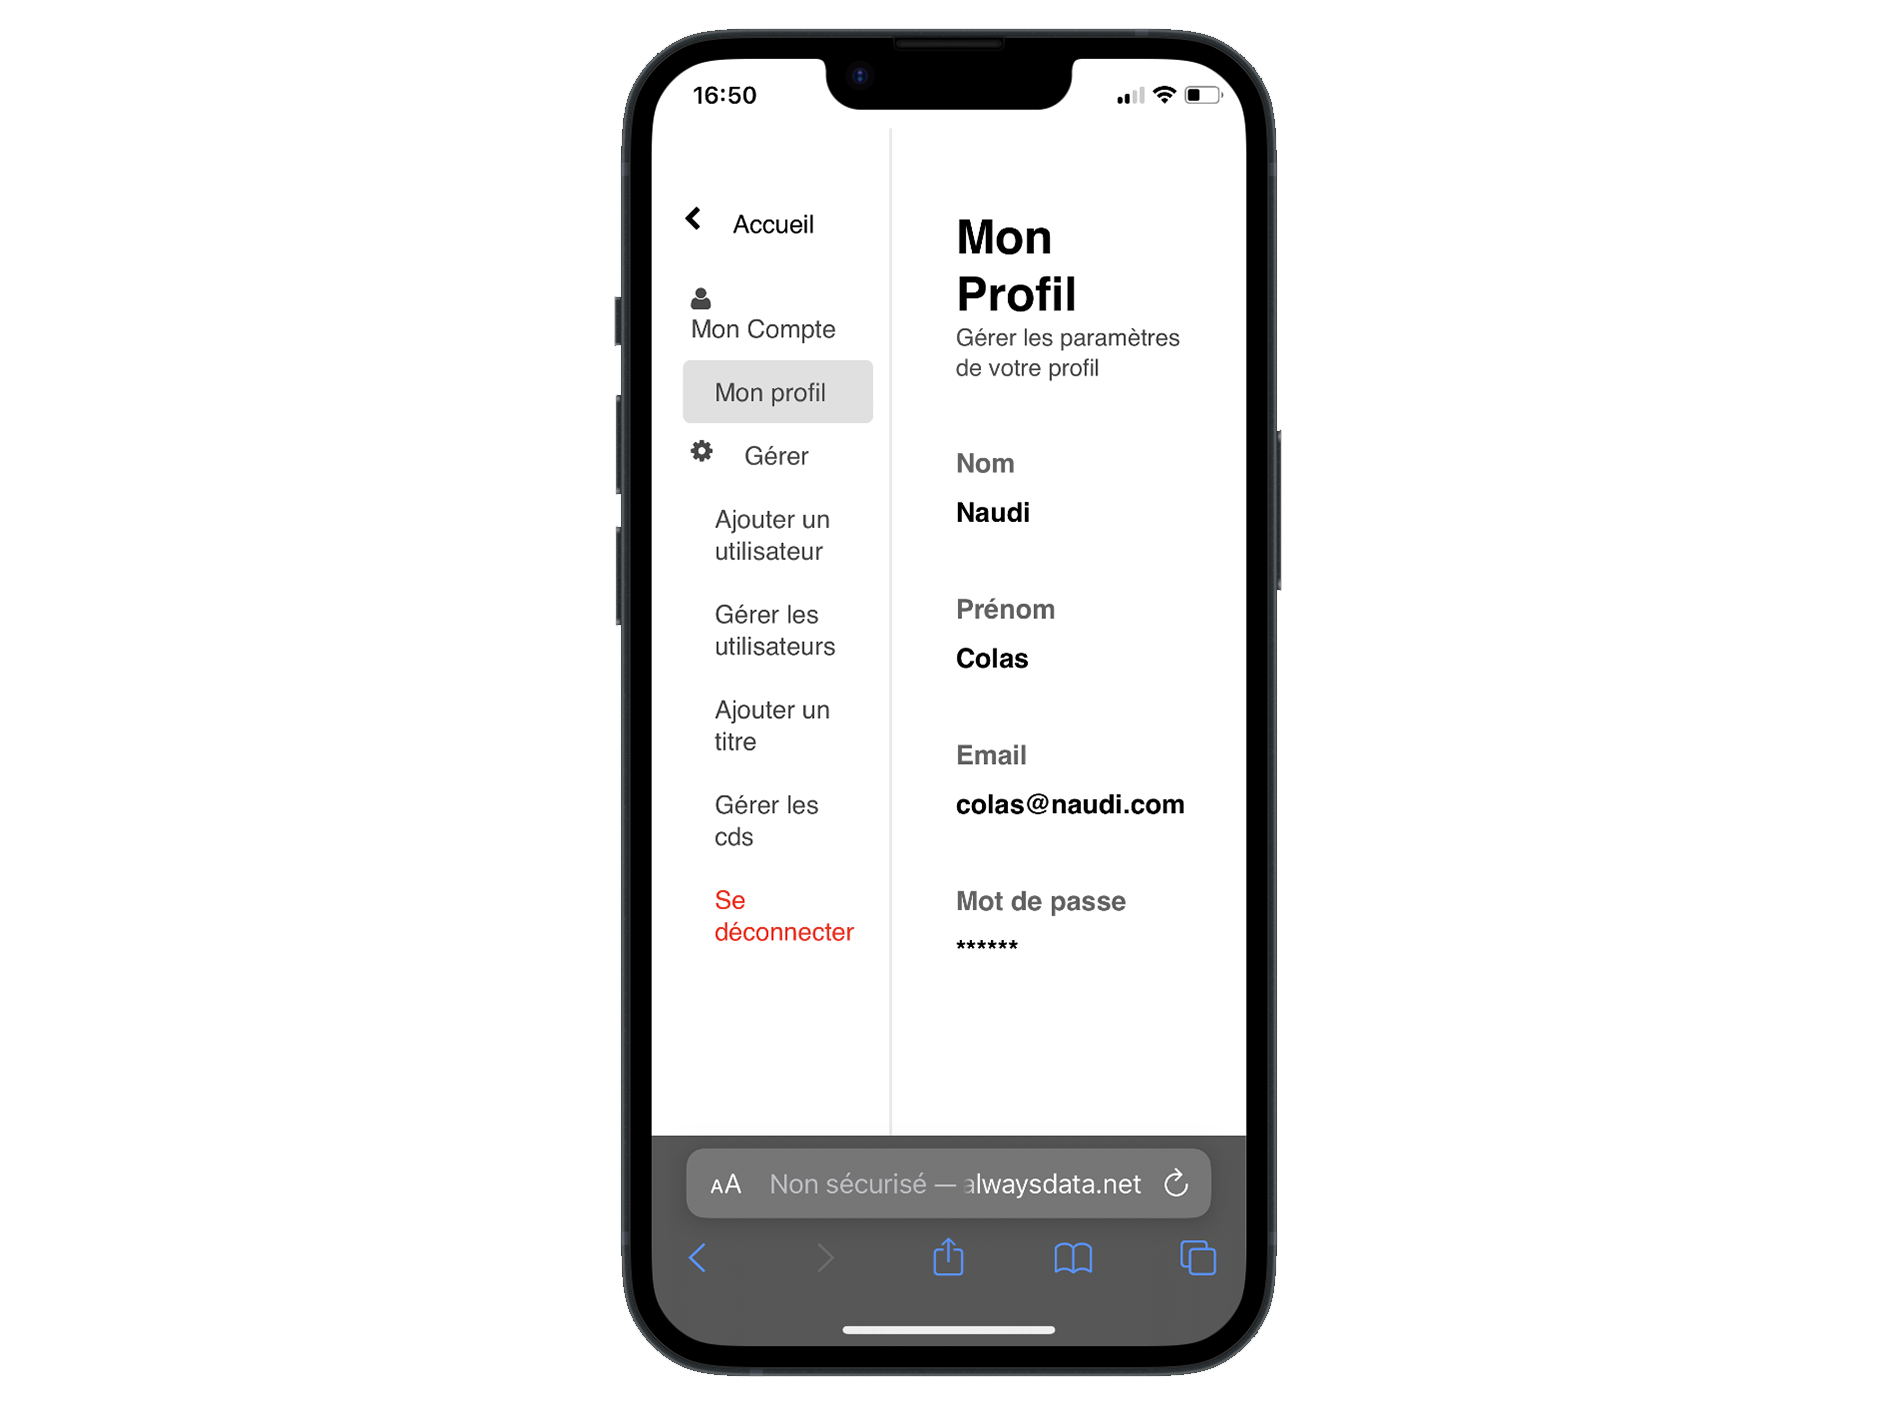 16:50
Accueil
Mon Compte
Mon profil
Gérer
Ajouter un
utilisateur
Gérer les
utilisateurs
Ajouter un
titre
Gérer les
cds
Se
déconnecter
Mon
Profil
Gérer les paramètres
de votre profil
Nom
Naudi
Prénom
Colas
Email
colas@naudi.com
Mot de passe
******
AA Non sécurisé — alwaysdata.net